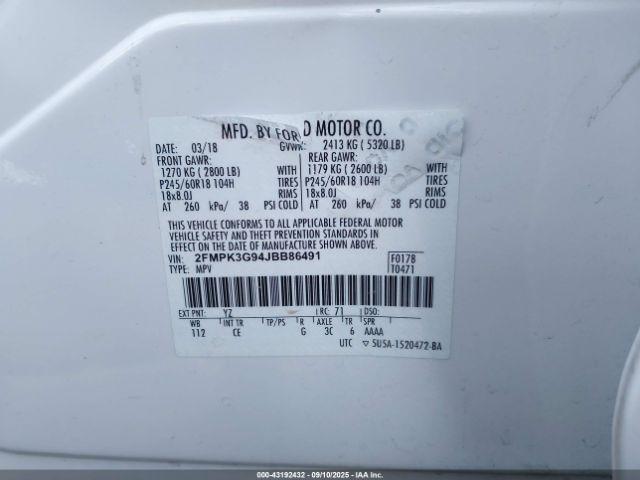 MFD. BY FORD MOTOR CO.
DATE: 03/18 GVWR: 2413 KG ( 5320 LB)
FRONT GAWR: REAR GAWR:
1270 KG ( 2800 LB) WITH 1179 KG ( 2600 LB) WITH
P245/60R18 104H TIRES P245/60R18 104H TIRES
18x8.0J RIMS 18x8.0J RIMS
AT 260 kPa/ 38 PSI COLD AT 260 kPa/ 38 PSI COLD
THIS VEHICLE CONFORMS TO ALL APPLICABLE FEDERAL MOTOR
VEHICLE SAFETY AND THEFT PREVENTION STANDARDS IN
EFFECT ON THE DATE OF MANUFACTURE SHOWN ABOVE.
VIN: 2FMPK3G94JBB86491 F0178
TYPE: MPV T0471
EXT PNT: YZ RC: 71 DSO:
WB INT TR TP/PS R AXLE TR SPR
112 CE G 3C 6 AAAA
UTC ▽ 5U5A-1520472-BA
000-43192432 - 09/10/2025 - IAA Inc.